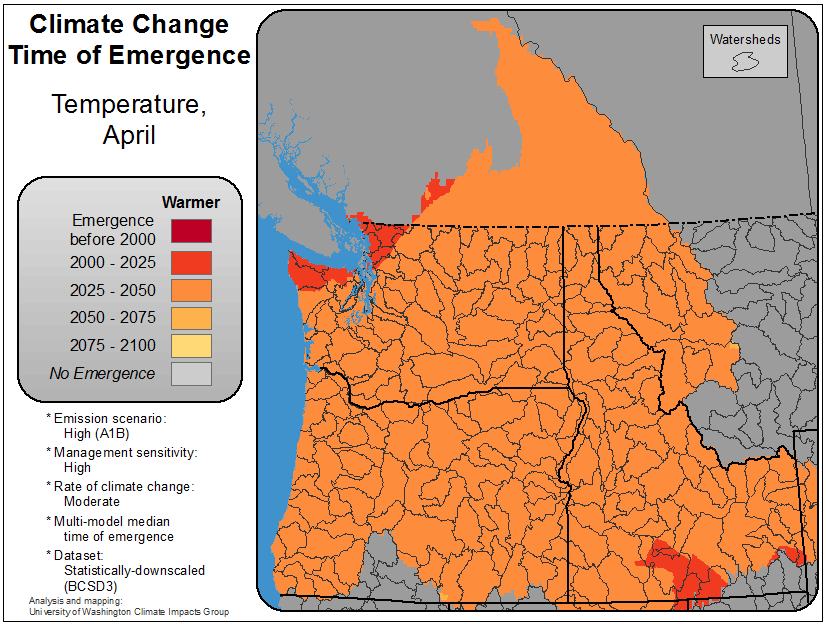 Climate Change
Time of Emergence
Temperature,
April
Warmer
Emergence
before 2000
2000 - 2025
2025 - 2050
2050 - 2075
2075 - 2100
No Emergence
* Emission scenario:
High (A1B)
* Management sensitivity:
High
* Rate of climate change:
Moderate
* Multi-model median
time of emergence
* Dataset:
Statistically-downscaled
(BCSD3)
Analysis and mapping:
University of Washington Climate Impacts Group
Watersheds